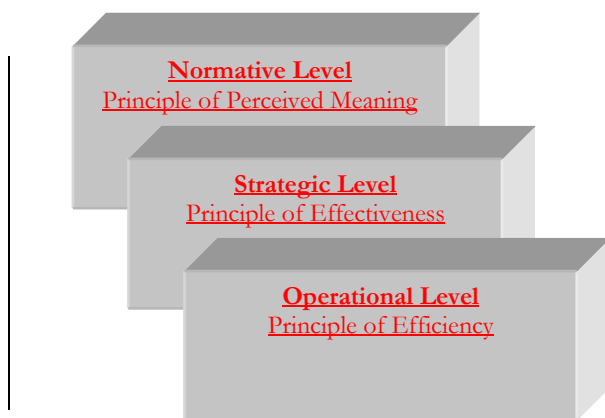 Normative Level
Principle of Perceived Meaning
Strategic Level
Principle of Effectiveness
Operational Level
Principle of Efficiency